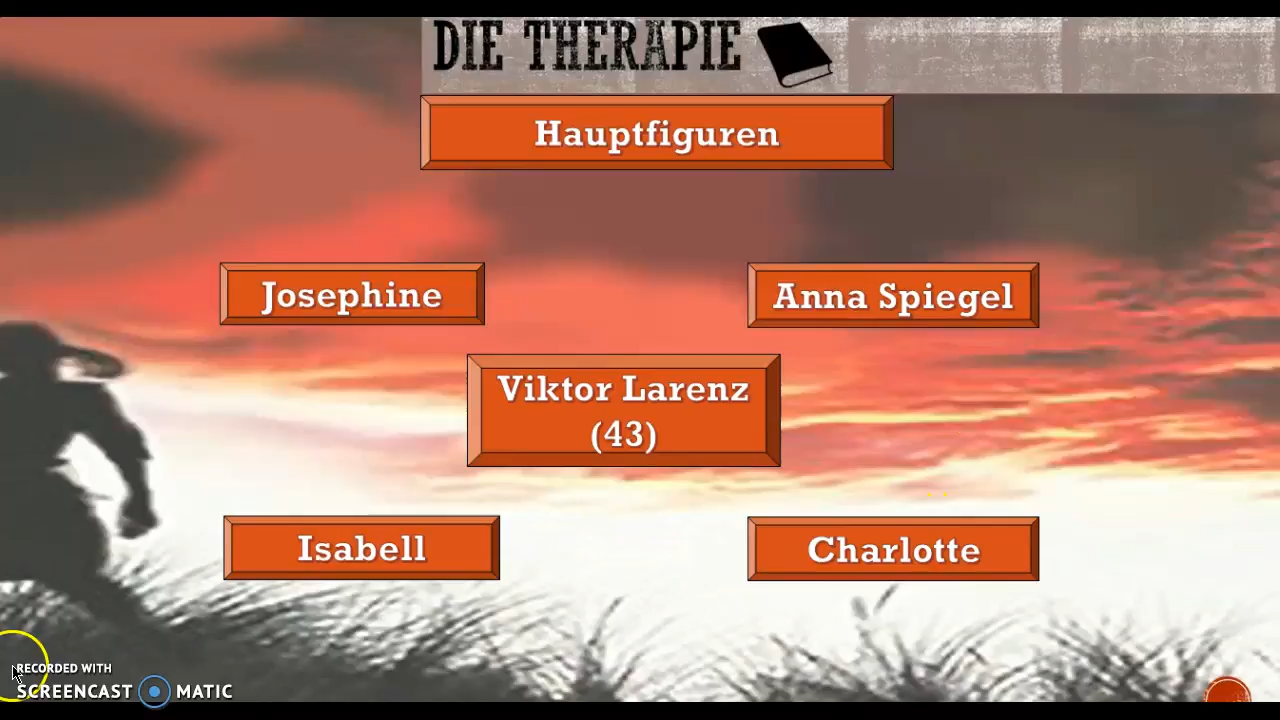 DIE THERAPIE
Hauptfiguren
Josephine
Anna Spiegel
Viktor Larenz
(43)
Isabell
Charlotte
RECORDED WITH
SCREENCAST MATIC